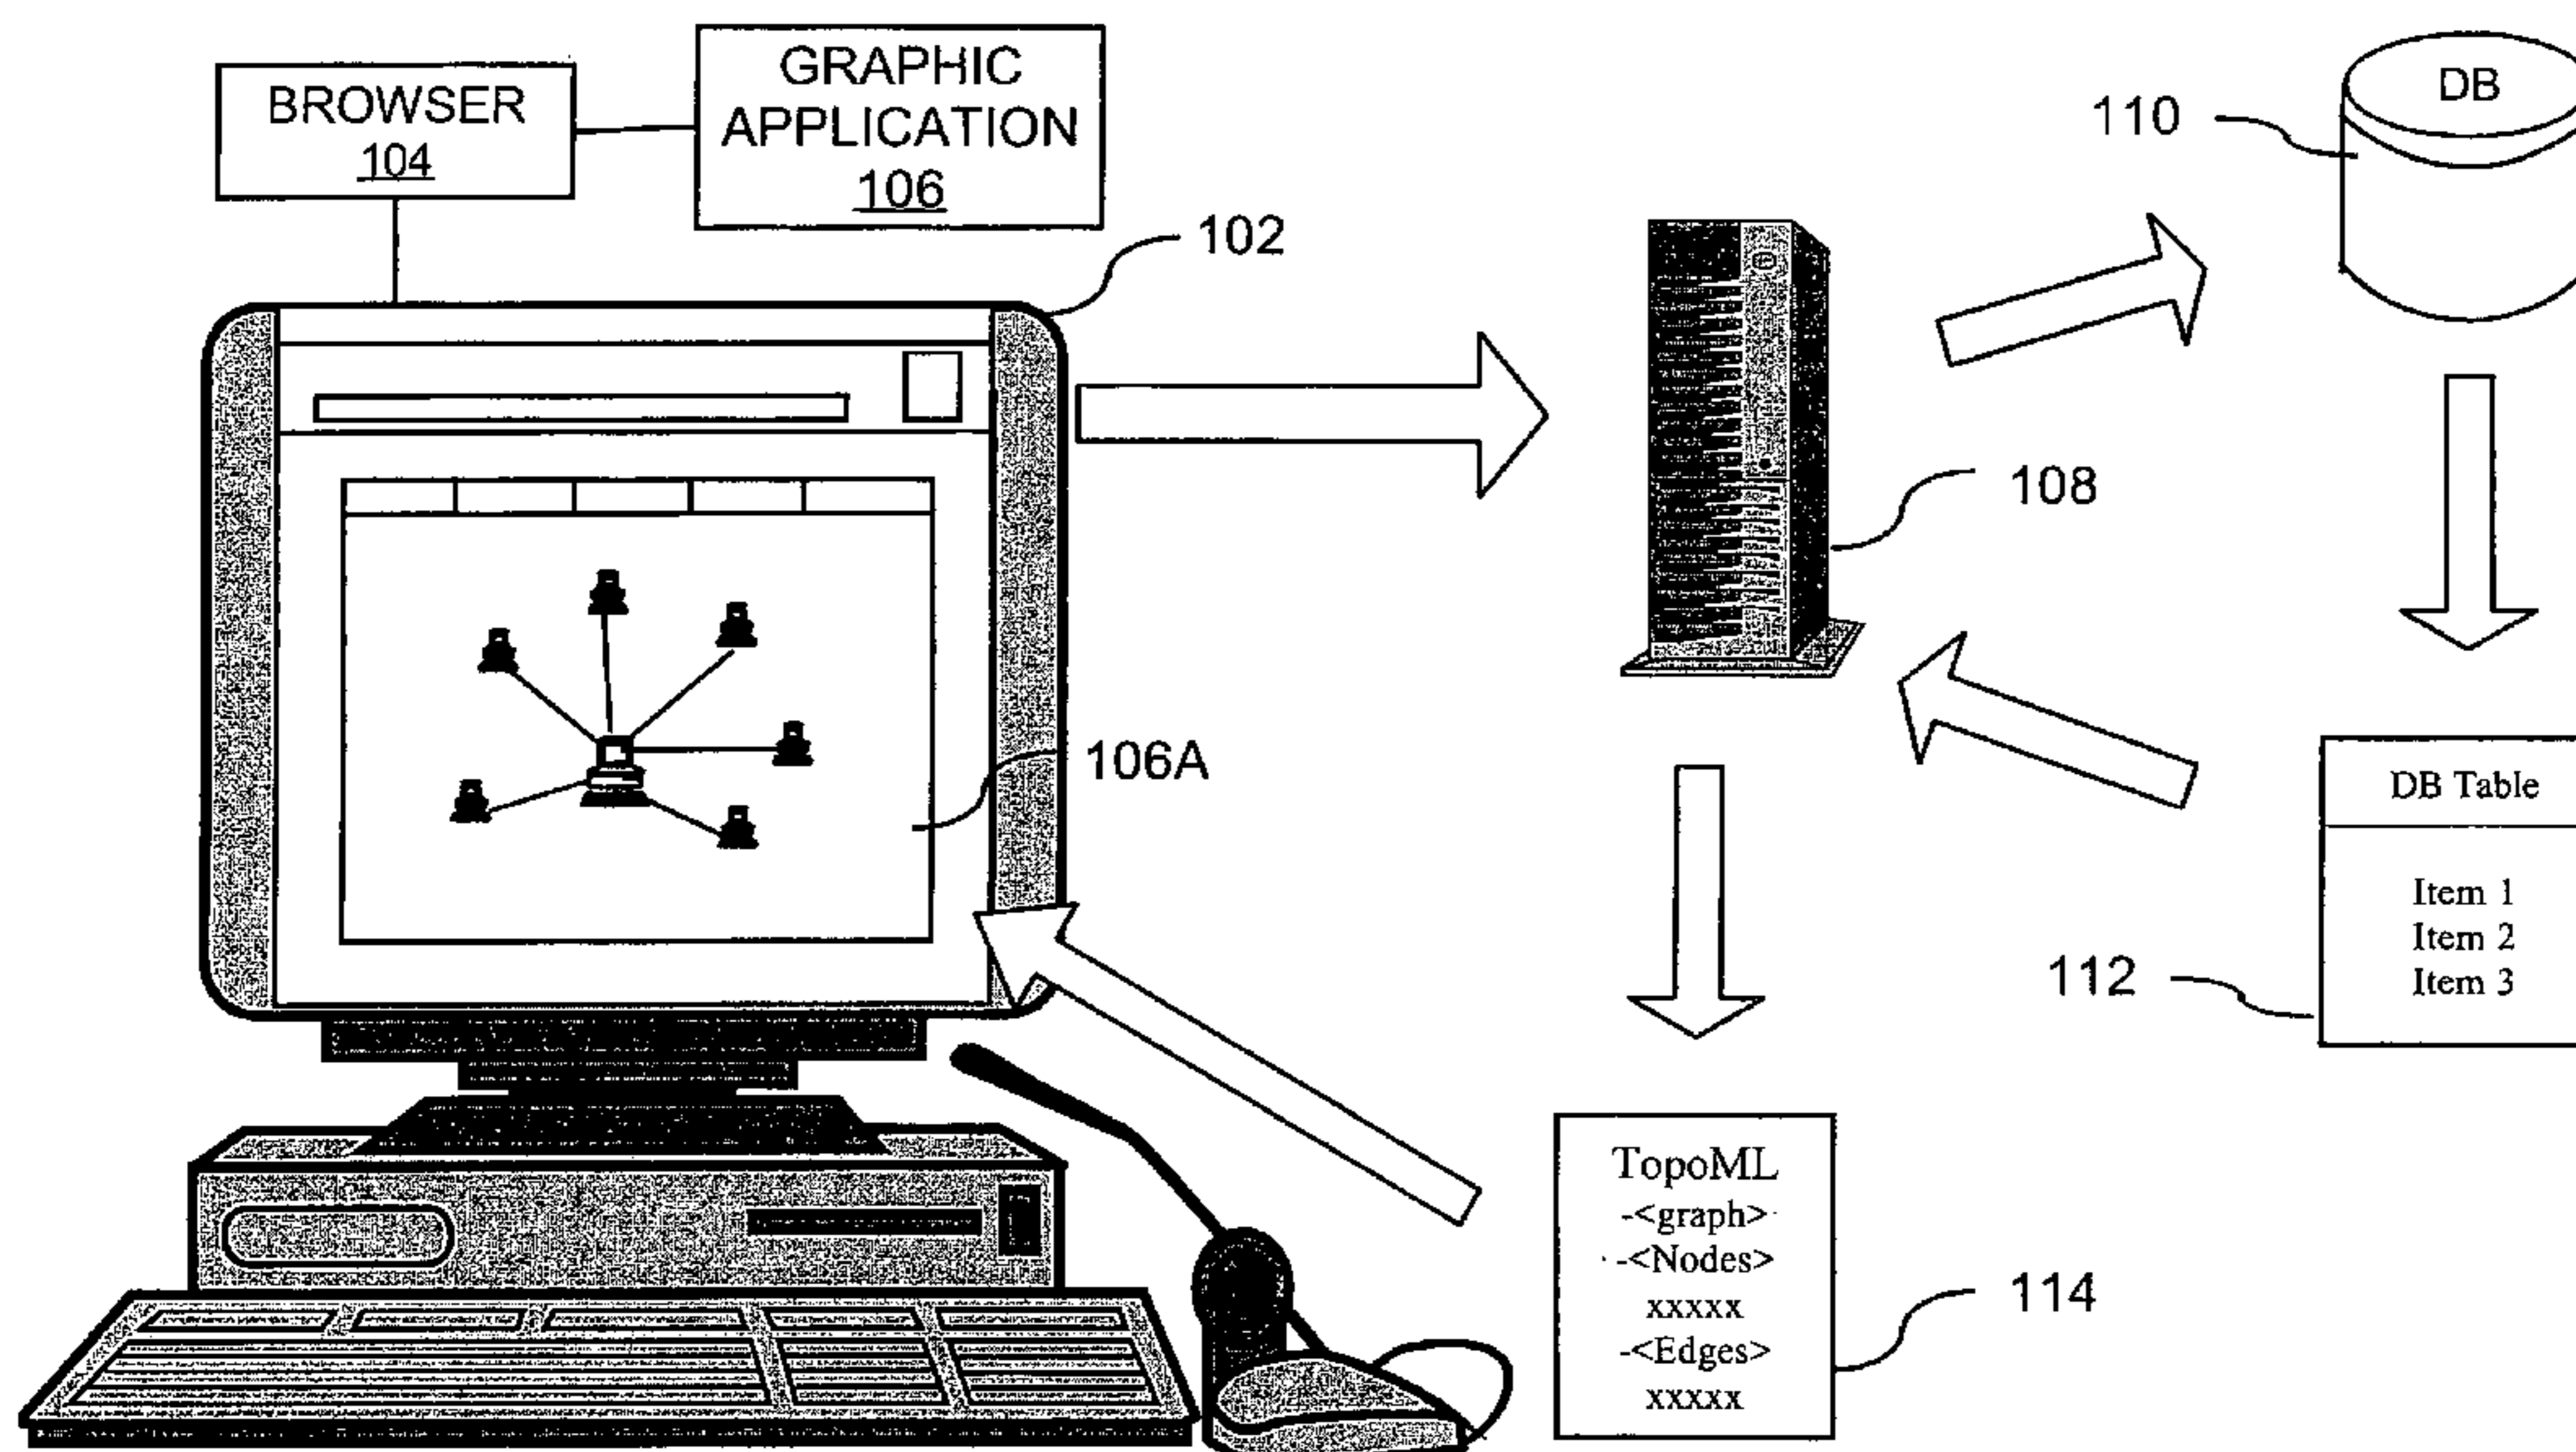 BROWSER
104
GRAPHIC
APPLICATION
106
102
110
DB
108
106A
DB Table
Item 1
Item 2
Item 3
112
TopoML
-<graph>
-<Nodes>
xxxxx
-<Edges>
xxxxx
114